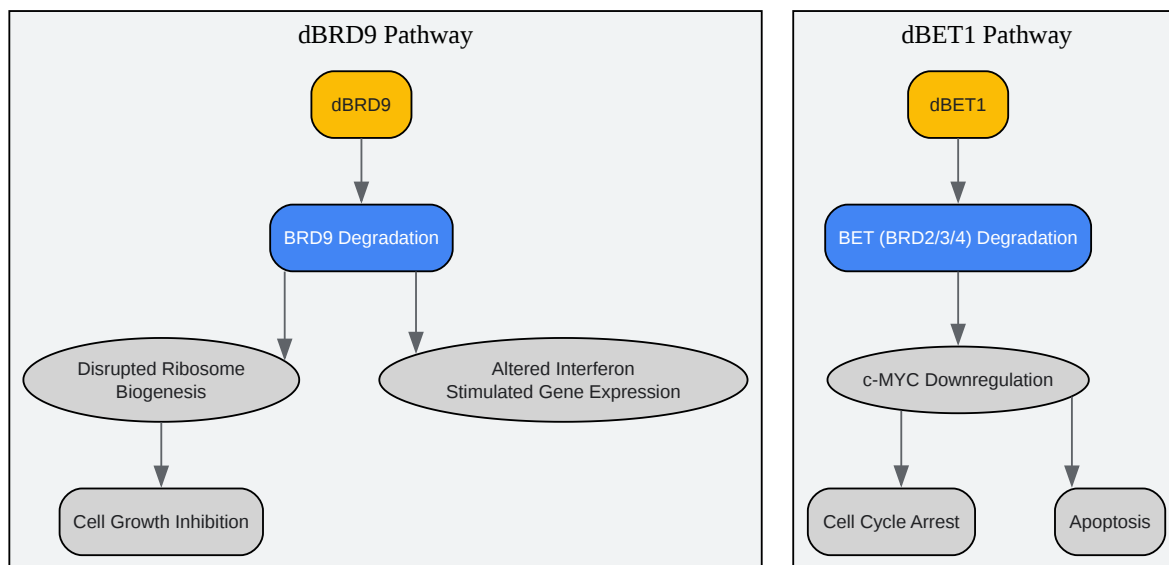 dBRD9 Pathway
dBRD9
BRD9 Degradation
Disrupted Ribosome
Biogenesis
Altered Interferon
Stimulated Gene Expression
Cell Growth Inhibition
dBET1 Pathway
dBET1
BET (BRD2/3/4) Degradation
c-MYC Downregulation
Cell Cycle Arrest
Apoptosis